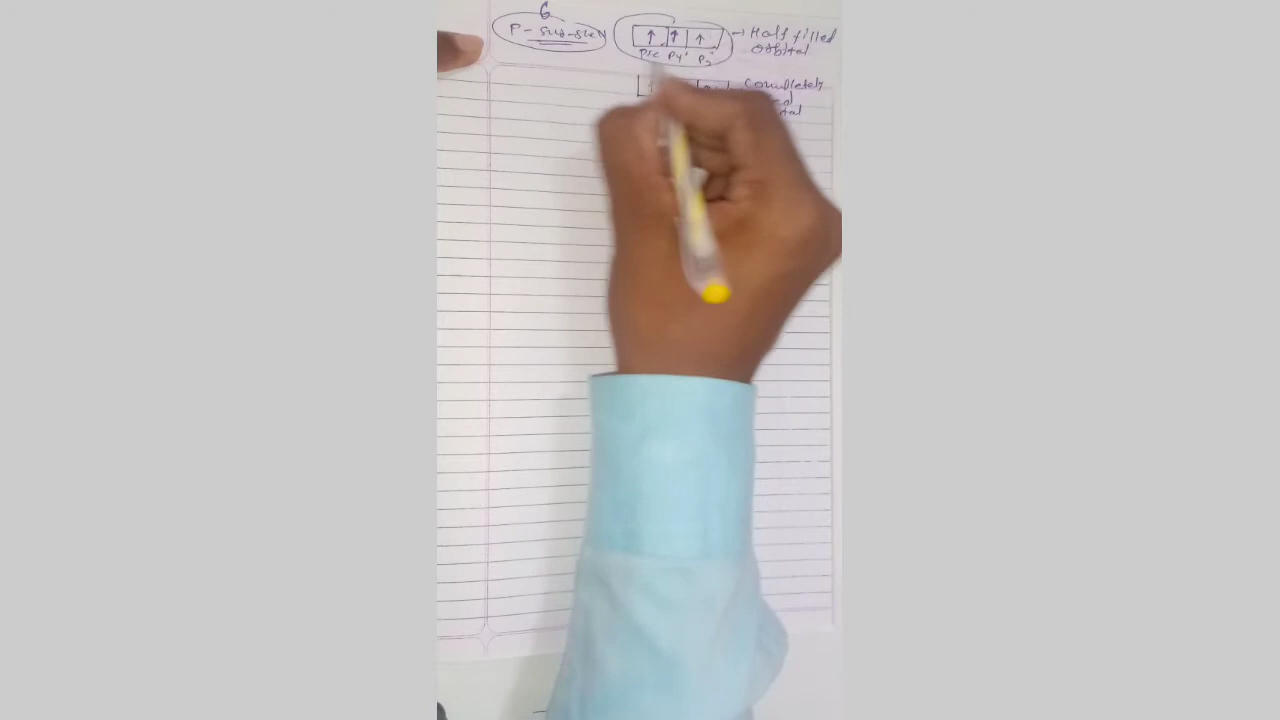 6
P - sub-shell
↑ ↑ ↑ → Half filled
Px Py Pz orbital
Completely